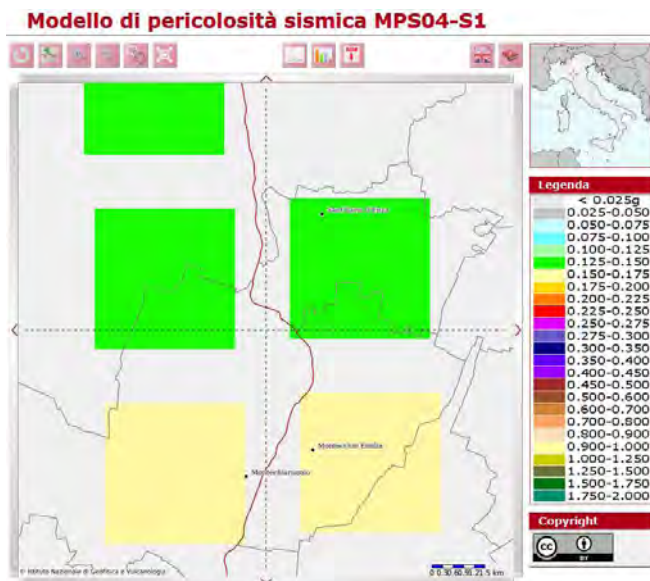 Modello di pericolosità sismica MPS04-S1
Sant'Ilario d'Enza
Montecchio Emilia
Montechiarugolo
© Istituto Nazionale di Geofisica e Vulcanologia
Legenda
< 0.025g
0.025-0.050
0.050-0.075
0.075-0.100
0.100-0.125
0.125-0.150
0.150-0.175
0.175-0.200
0.200-0.225
0.225-0.250
0.250-0.275
0.275-0.300
0.300-0.350
0.350-0.400
0.400-0.450
0.450-0.500
0.500-0.600
0.600-0.700
0.700-0.800
0.800-0.900
0.900-1.000
1.000-1.250
1.250-1.500
1.500-1.750
1.750-2.000
Copyright
cc
BY